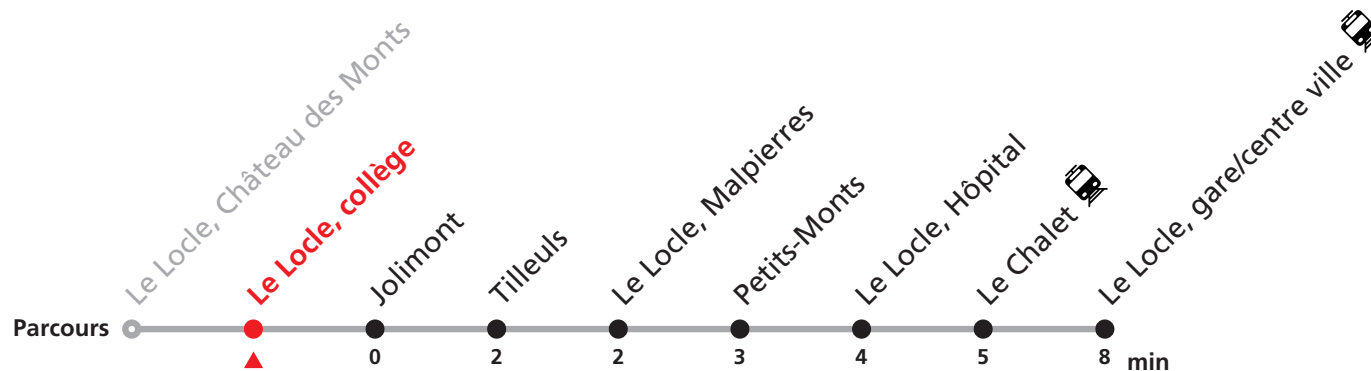 Le Locle, Château des Monts
Le Locle, collège
Jolimont
Tilleuls
Le Locle, Malpierres
Petits-Monts
Le Locle, Hôpital
Le Chalet
Le Locle, gare/centre ville
Parcours
0 2 2 3 4 5 8 min